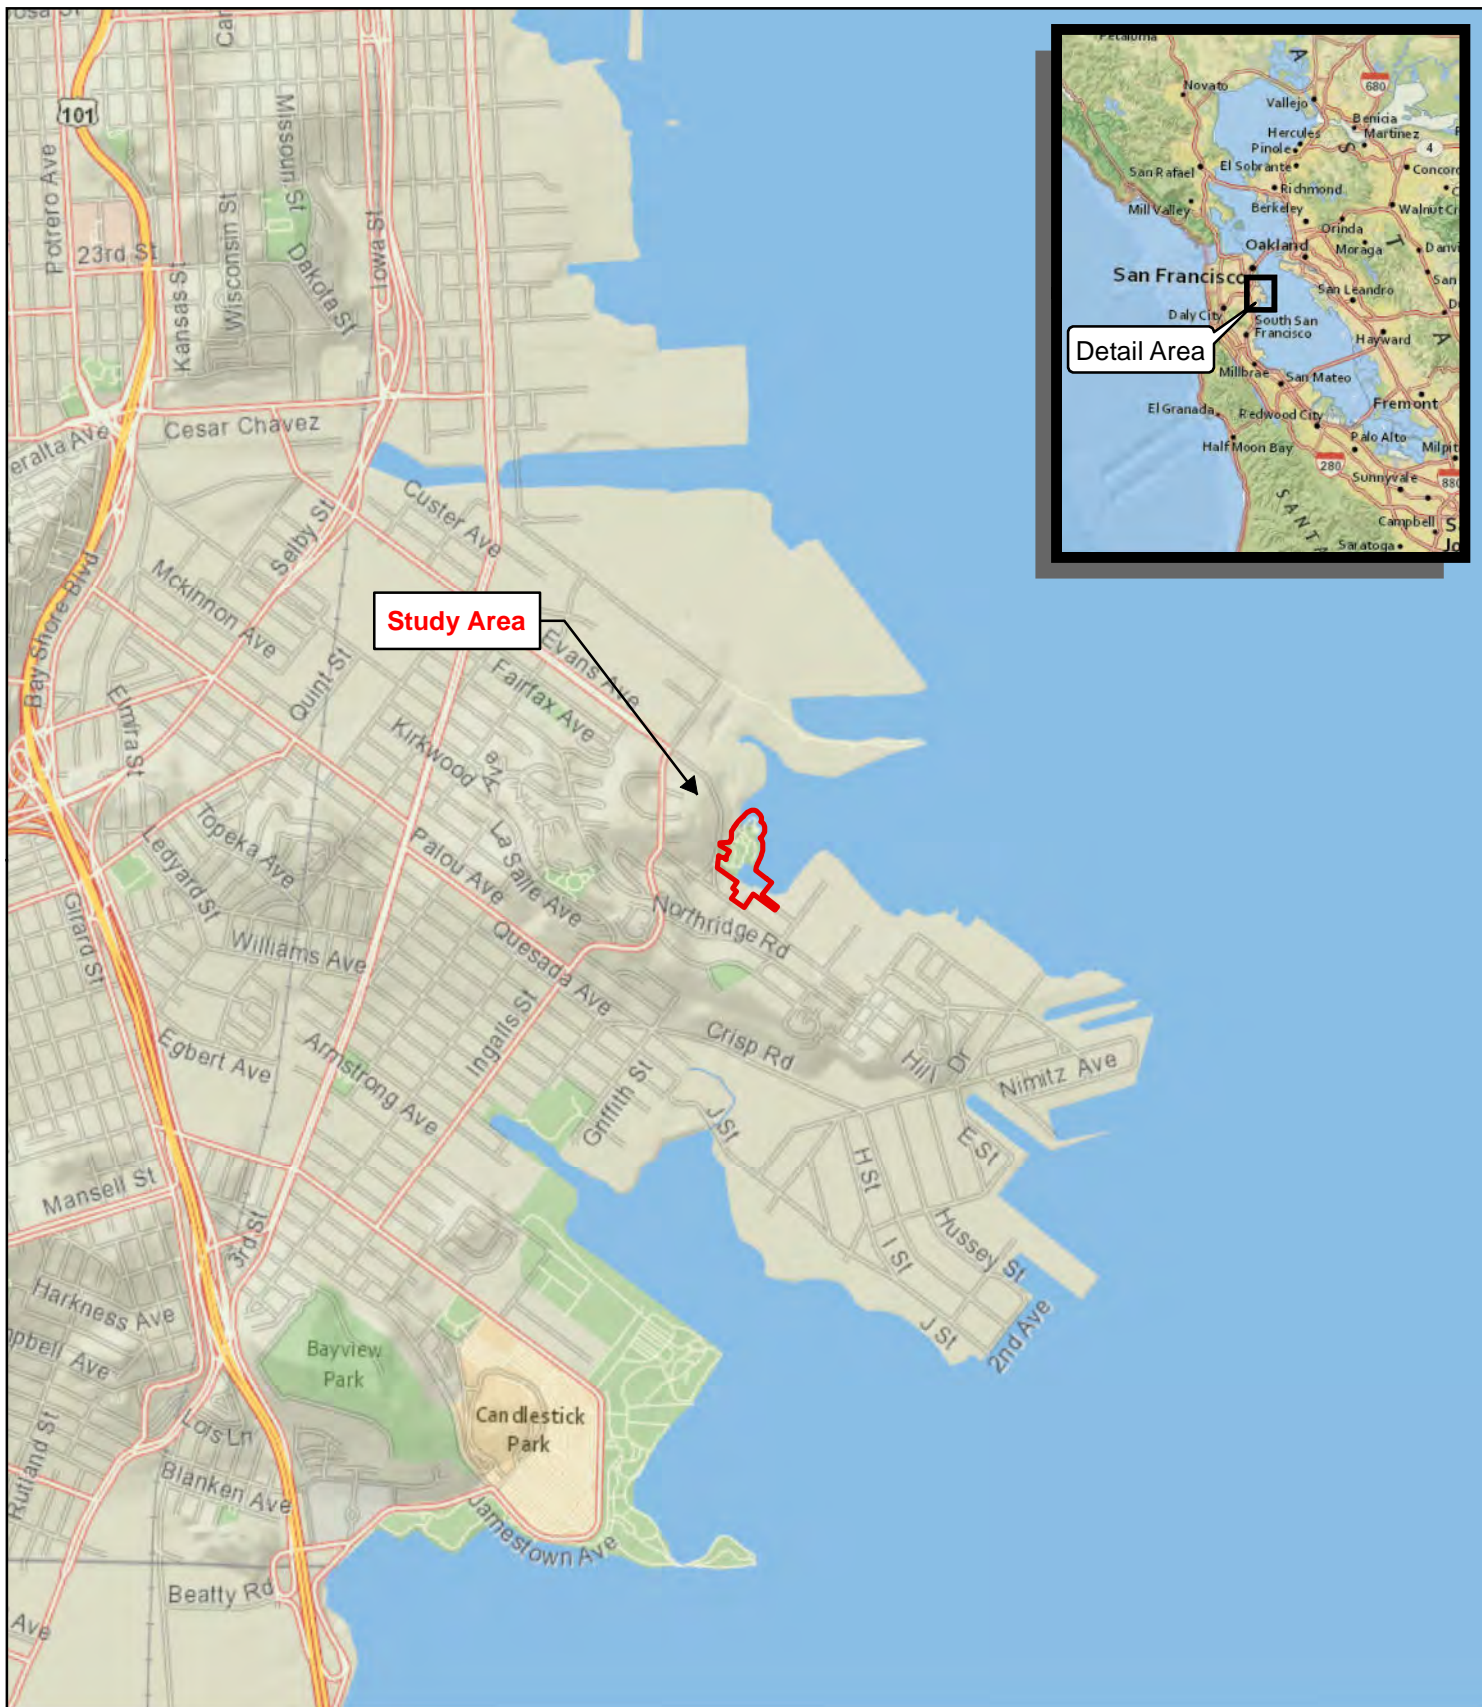 101
Potrero Ave
23rd St
Kansas St
Wisconsin St
Missouri St
Dakota St
Iowa St
Cesar Chavez
Bay Shore Blvd
Selby St
Custer Ave
Mckinnon Ave
Quint St
Elmira St
Study Area
Evans Ave
Fairfax Ave
Kirkwood
Ave
La Salle Ave
Topeka Ave
Ledyard St
Palou Ave
Girard St
Williams Ave
Quesada Ave
Northridge Rd
Ingalls St
Egbert Ave
Armstrong Ave
Griffith St
Crisp Rd
Hill
Dr
Nimitz Ave
J St
E St
H St
I St
Hussey St
J St
2nd Ave
Mansell St
3rd St
Harkness Ave
Ave
Bayview
Park
Candlestick
Park
Lois Ln
Rutland St
Blanken Ave
Jamestown Ave
Beatty Rd
Ave
Petaluma
Novato
Vallejo
680
Benicia
Martinez
Hercules
Pinole
4
San Rafael
El Sobrante
Richmond
Mill Valley
Berkeley
Orinda
Oakland
Moraga
San Francisco
San Leandro
Daly City
South San
Francisco
Hayward
Detail Area
Millbrae
San Mateo
El Granada
Redwood City
Fremont
Half Moon Bay
Palo Alto
280
Sunnyvale
880
Campbell
Saratoga